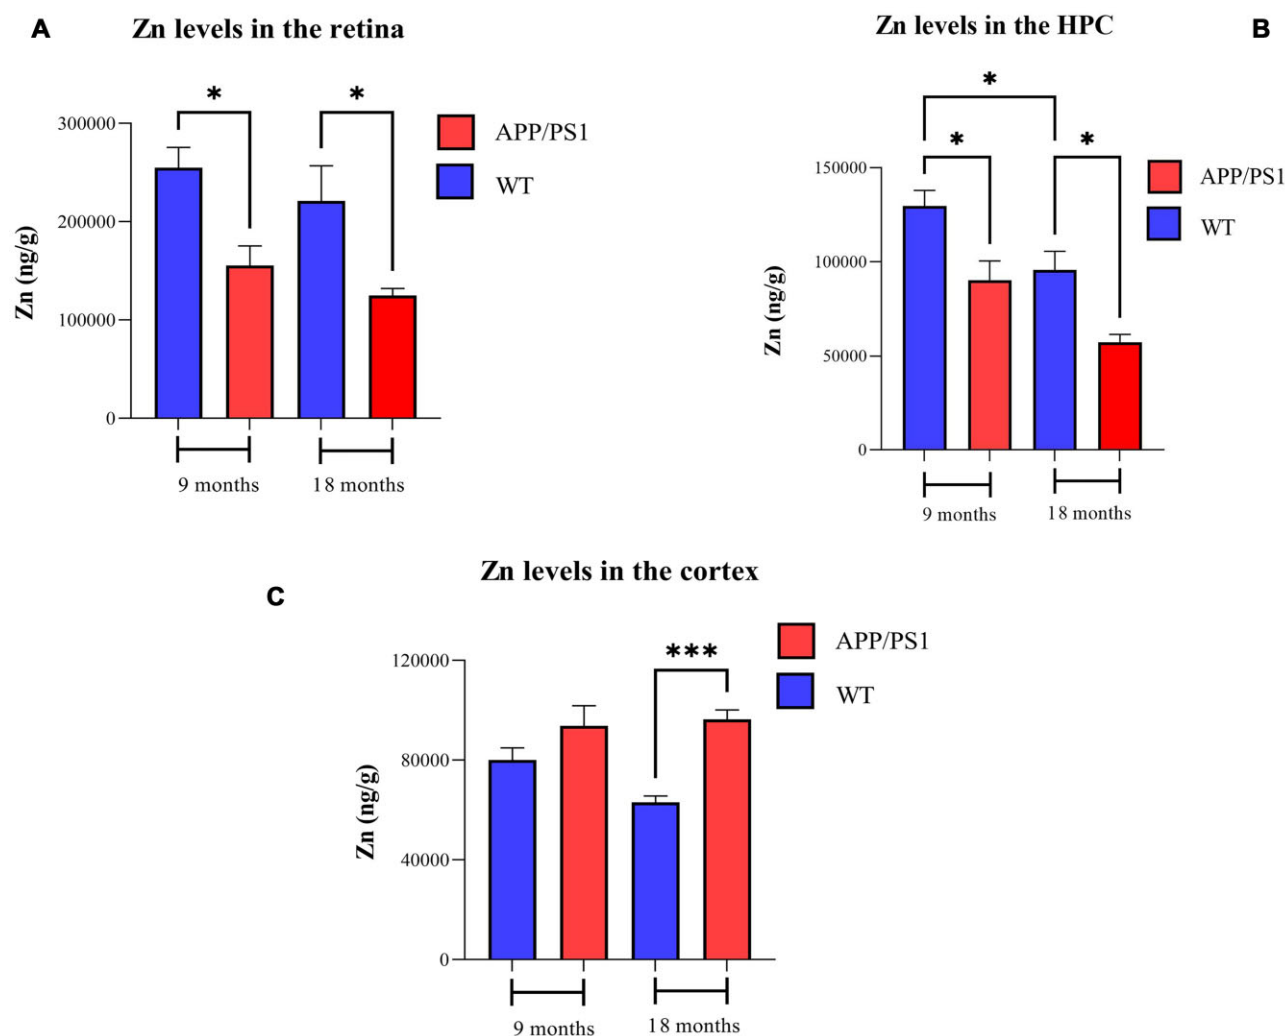 A
Zn levels in the retina
*
*
APP/PS1
WT
300000
200000
100000
0
Zn (ng/g)
9 months
18 months
B
Zn levels in the HPC
*
*
*
APP/PS1
WT
150000
100000
50000
0
Zn (ng/g)
9 months
18 months
C
Zn levels in the cortex
***
APP/PS1
WT
120000
80000
40000
0
Zn (ng/g)
9 months
18 months